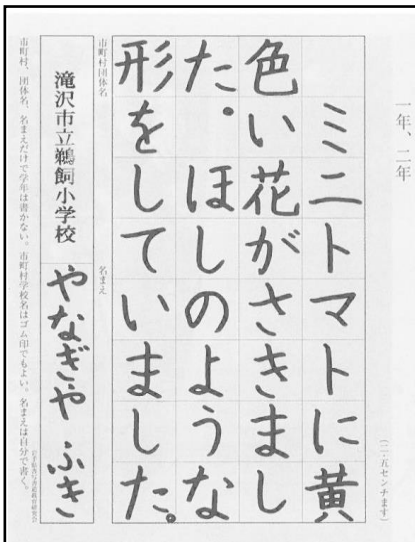 一年、二年
(一・五センチます)
ミニトマトに黄
色い花がさきまし
た。ほしのような
形をしていました。
市町村団体名
滝沢市立鵜飼小学校
名まえ
やなぎや ふき
市町村、団体名、名まえだけで学年は書かない。市町村学校名はゴム印でもよい。名まえは自分で書く。